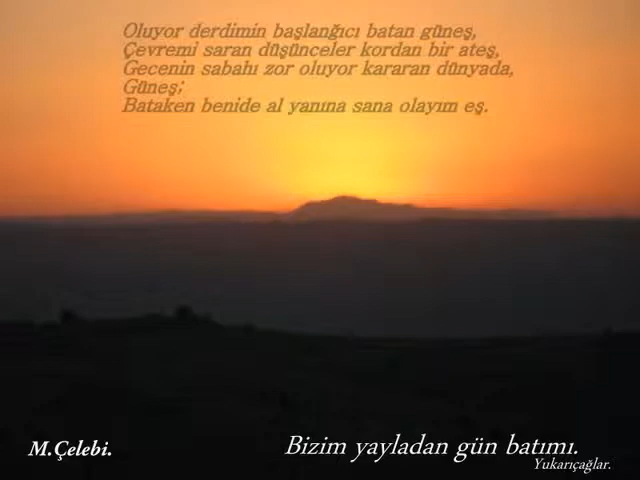 Oluyor derdimin başlanğıcı batan güneş,
Çevremi saran düşünceler kordan bir ateş,
Gecenin sabahı zor oluyor kararan dünyada,
Güneş;
Bataken benide al yanına sana olayım eş.
M.Çelebi.
Bizim yayladan gün batımı.
Yukarıçağlar.